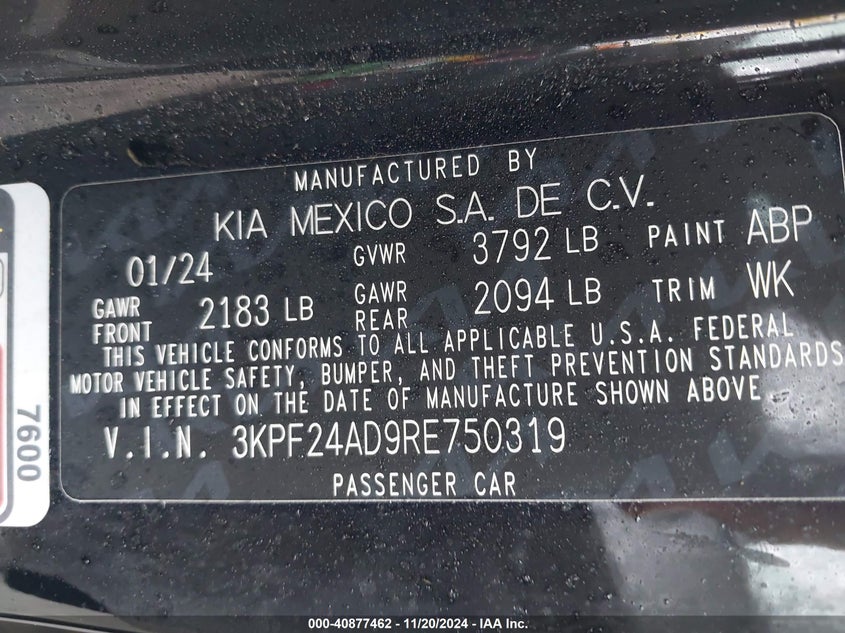 MANUFACTURED BY
KIA MEXICO S.A. DE C.V.
01/24 GVWR 3792 LB PAINT ABP
GAWR FRONT 2183 LB GAWR REAR 2094 LB TRIM WK
THIS VEHICLE CONFORMS TO ALL APPLICABLE U.S.A. FEDERAL
MOTOR VEHICLE SAFETY, BUMPER, AND THEFT PREVENTION STANDARDS
IN EFFECT ON THE DATE OF MANUFACTURE SHOWN ABOVE
V.I.N. 3KPF24AD9RE750319
PASSENGER CAR
7600
000-40877462 - 11/20/2024 - IAA Inc.